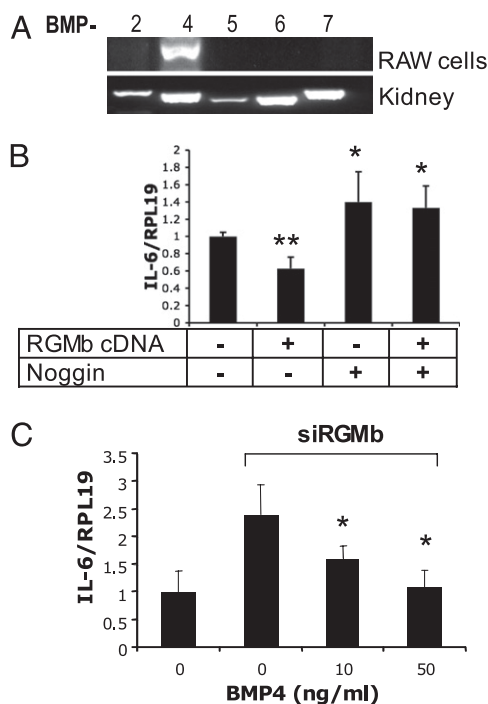 A BMP- 2 4 5 6 7
RAW cells
Kidney
B
IL-6/RPL19
2
1.8
1.6
1.4
1.2
1
0.8
0.6
0.4
0.2
0
* ** * *
RGMb cDNA - + - +
Noggin - - + +
C
siRGMb
IL-6/RPL19
3.5
3
2.5
2
1.5
1
0.5
0
* *
0 0 10 50
BMP4 (ng/ml)